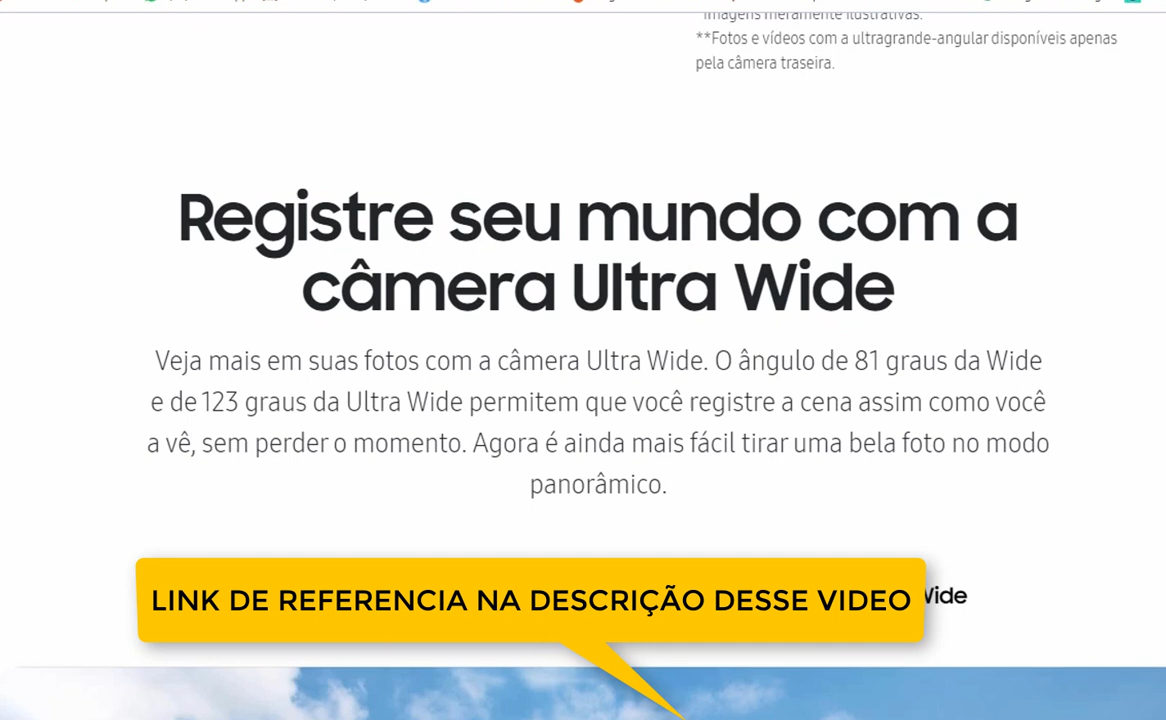 *Imagens meramente ilustrativas.
**Fotos e vídeos com a ultragrande-angular disponíveis apenas
pela câmera traseira.
Registre seu mundo com a
câmera Ultra Wide
Veja mais em suas fotos com a câmera Ultra Wide. O ângulo de 81 graus da Wide
e de 123 graus da Ultra Wide permitem que você registre a cena assim como você
a vê, sem perder o momento. Agora é ainda mais fácil tirar uma bela foto no modo
panorâmico.
LINK DE REFERENCIA NA DESCRIÇÃO DESSE VIDEO
Wide